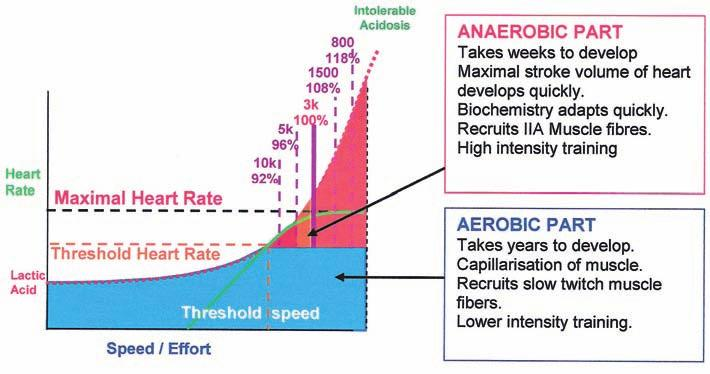 Intolerable
Acidosis
800
118%
1500
108%
3k
100%
5k
96%
10k
92%
Heart
Rate
Maximal Heart Rate
Threshold Heart Rate
Lactic
Acid
Threshold speed
Speed / Effort
ANAEROBIC PART
Takes weeks to develop
Maximal stroke volume of heart
develops quickly.
Biochemistry adapts quickly.
Recruits IIA Muscle fibres.
High intensity training
AEROBIC PART
Takes years to develop.
Capillarisation of muscle.
Recruits slow twitch muscle
fibers.
Lower intensity training.